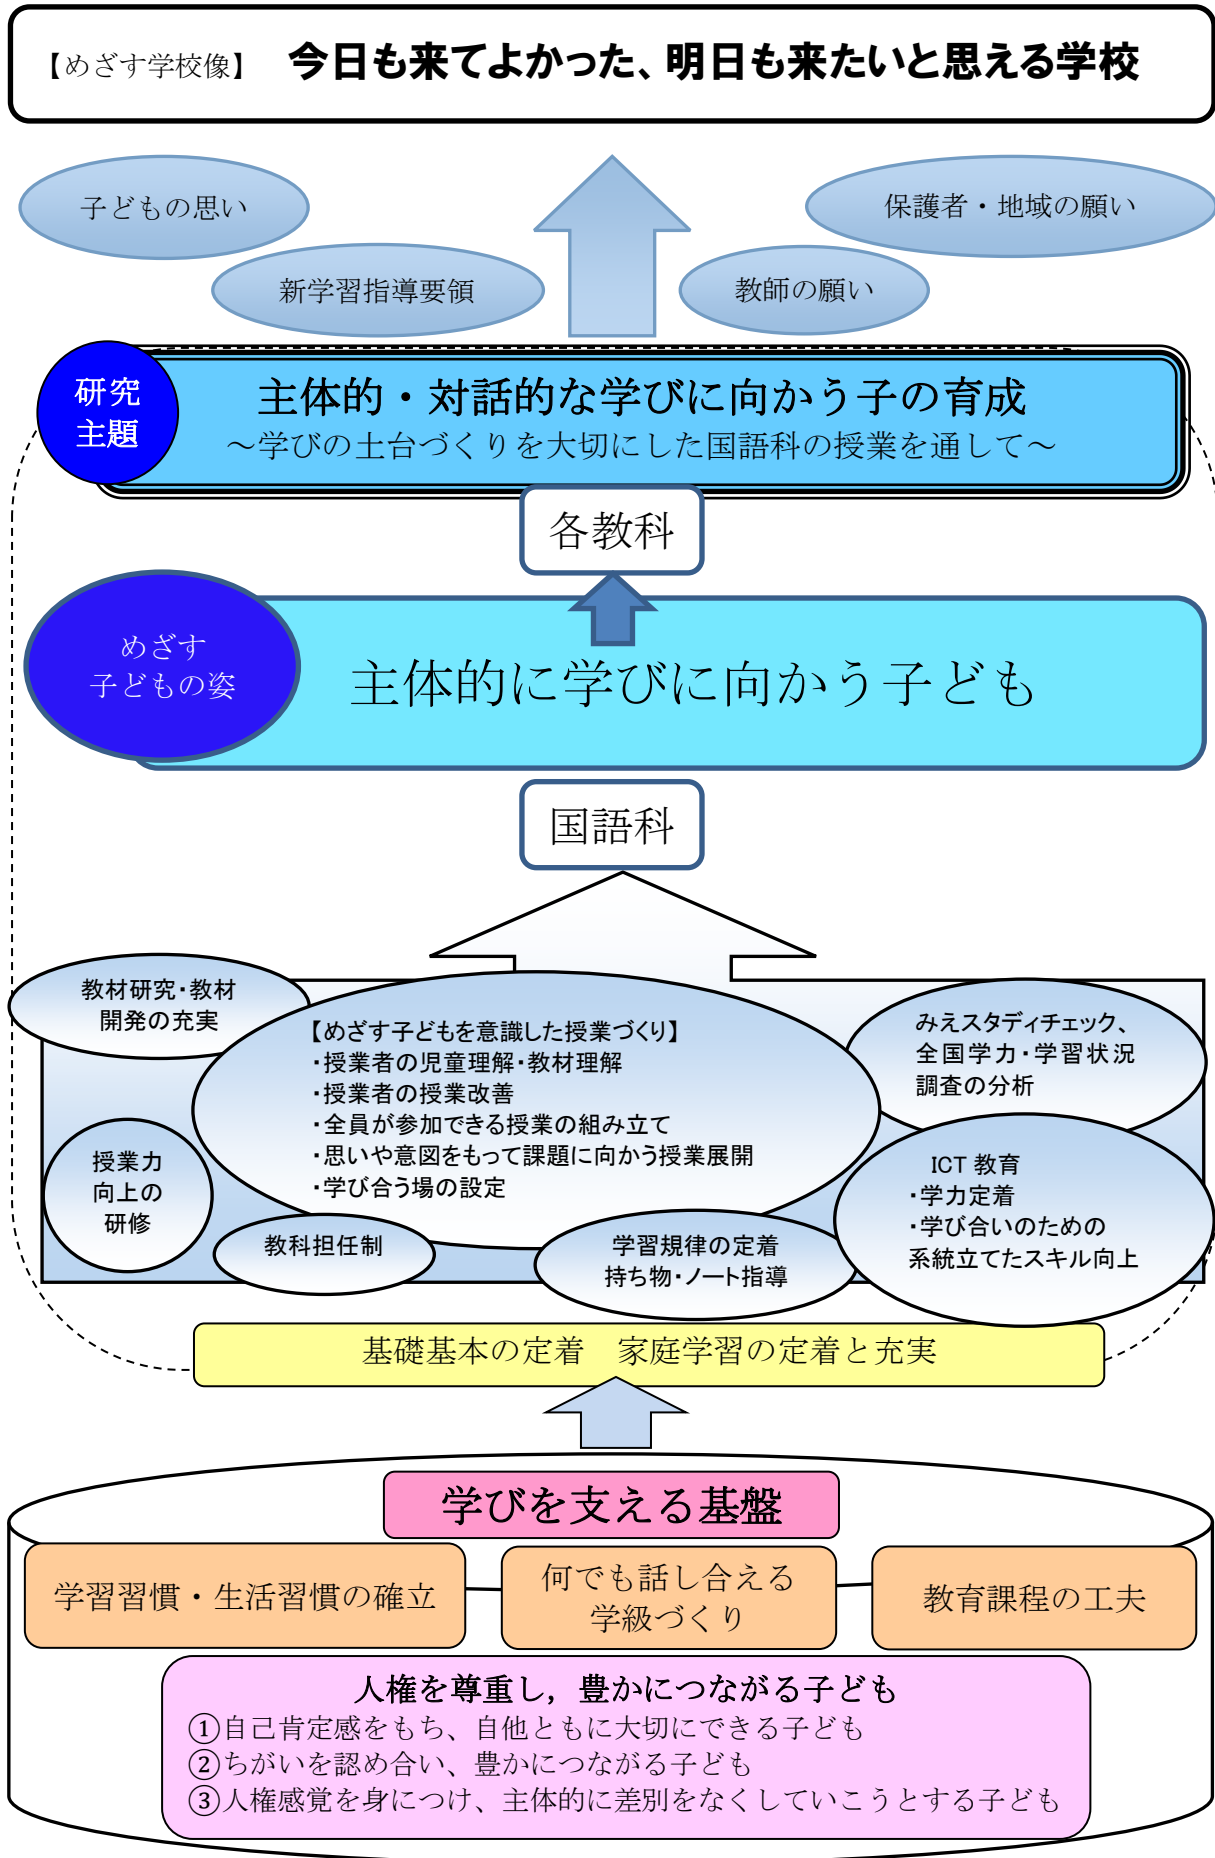 【めざす学校像】 今日も来てよかった、明日も来たいと思える学校
子どもの思い
保護者・地域の願い
新学習指導要領
教師の願い
研究
主題
主体的・対話的な学びに向かう子の育成
～学びの土台づくりを大切にした国語科の授業を通して～
各教科
めざす
子どもの姿
主体的に学びに向かう子ども
国語科
教材研究・教材
開発の充実
【めざす子どもを意識した授業づくり】
・授業者の児童理解・教材理解
・授業者の授業改善
・全員が参加できる授業の組み立て
・思いや意図をもって課題に向かう授業展開
・学び合う場の設定
みえスタディチェック、
全国学力・学習状況
調査の分析
授業力
向上の
研修
ICT 教育
・学力定着
・学び合いのための
系統立てたスキル向上
教科担任制
学習規律の定着
持ち物・ノート指導
基礎基本の定着　家庭学習の定着と充実
学びを支える基盤
学習習慣・生活習慣の確立
何でも話し合える
学級づくり
教育課程の工夫
人権を尊重し，豊かにつながる子ども
①自己肯定感をもち、自他ともに大切にできる子ども
②ちがいを認め合い、豊かにつながる子ども
③人権感覚を身につけ、主体的に差別をなくしていこうとする子ども